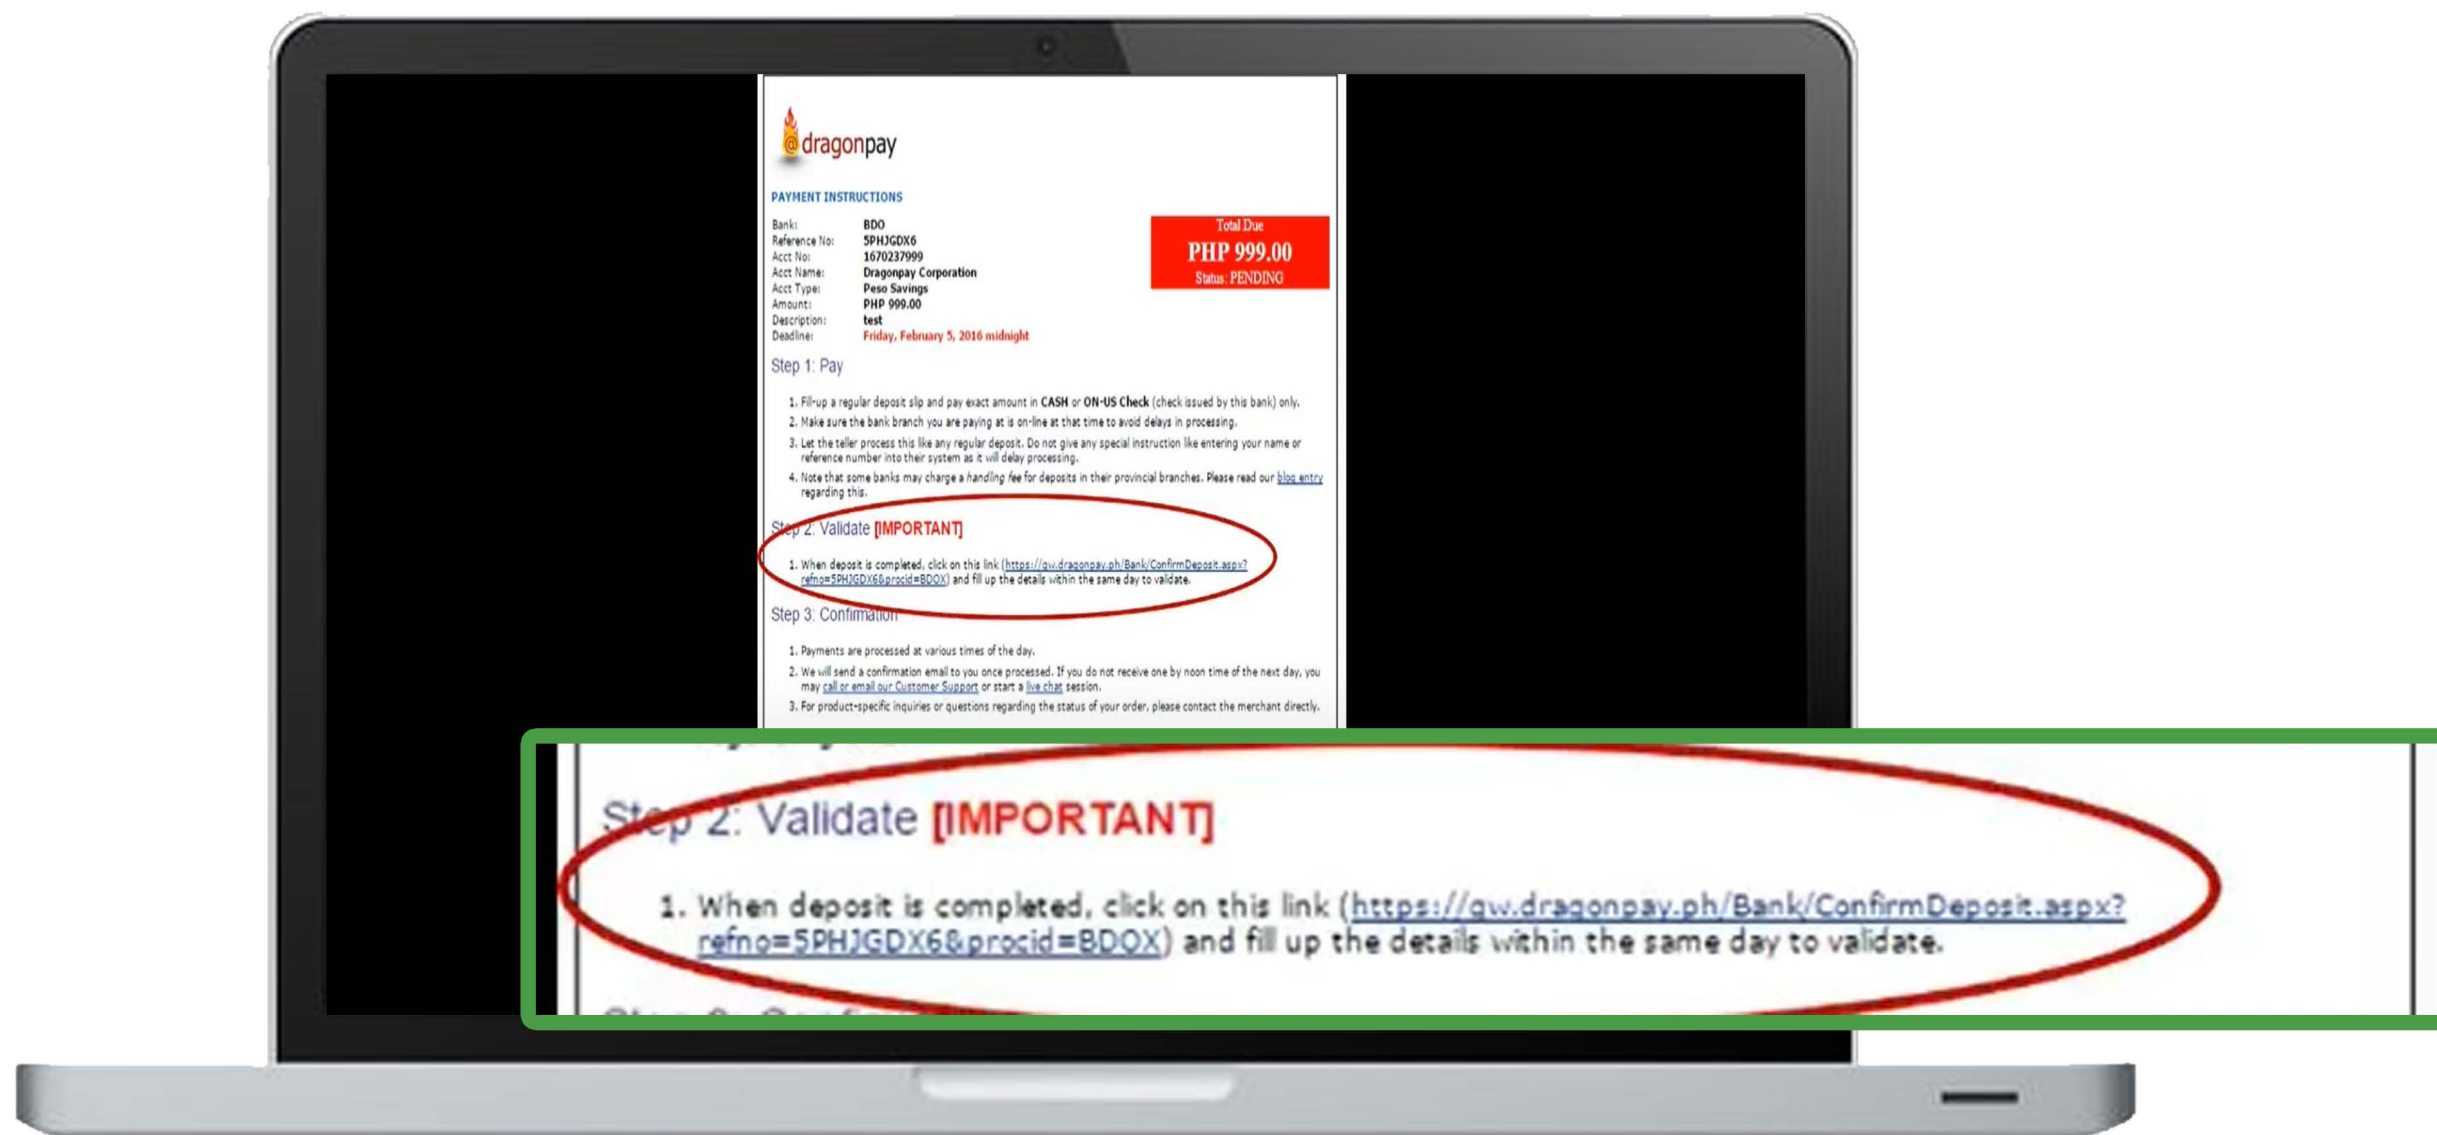 @dragonpay
PAYMENT INSTRUCTIONS
Bank: BDO
Reference No: 5PHJGDX6
Acct No: 1670237999
Acct Name: Dragonpay Corporation
Acct Type: Peso Savings
Amount: PHP 999.00
Description: test
Deadline: Friday, February 5, 2016 midnight
Total Due
PHP 999.00
Status: PENDING
Step 1: Pay
1. Fill-up a regular deposit slip and pay exact amount in CASH or ON-US Check (check issued by this bank) only.
2. Make sure the bank branch you are paying at is on-line at that time to avoid delays in processing.
3. Let the teller process this like any regular deposit. Do not give any special instruction like entering your name or
reference number into their system as it will delay processing.
4. Note that some banks may charge a handling fee for deposits in their provincial branches. Please read our blog entry
regarding this.
Step 2: Validate [IMPORTANT]
1. When deposit is completed, click on this link (https://gw.dragonpay.ph/Bank/ConfirmDeposit.aspx?
refno=5PHJGDX6&procid=BDOX) and fill up the details within the same day to validate.
Step 3: Confirmation
1. Payments are processed at various times of the day.
2. We will send a confirmation email to you once processed. If you do not receive one by noon time of the next day, you
may call or email our Customer Support or start a live chat session.
3. For product-specific inquiries or questions regarding the status of your order, please contact the merchant directly.
Step 2: Validate [IMPORTANT]
1. When deposit is completed, click on this link (https://gw.dragonpay.ph/Bank/ConfirmDeposit.aspx?
refno=5PHJGDX6&procid=BDOX) and fill up the details within the same day to validate.